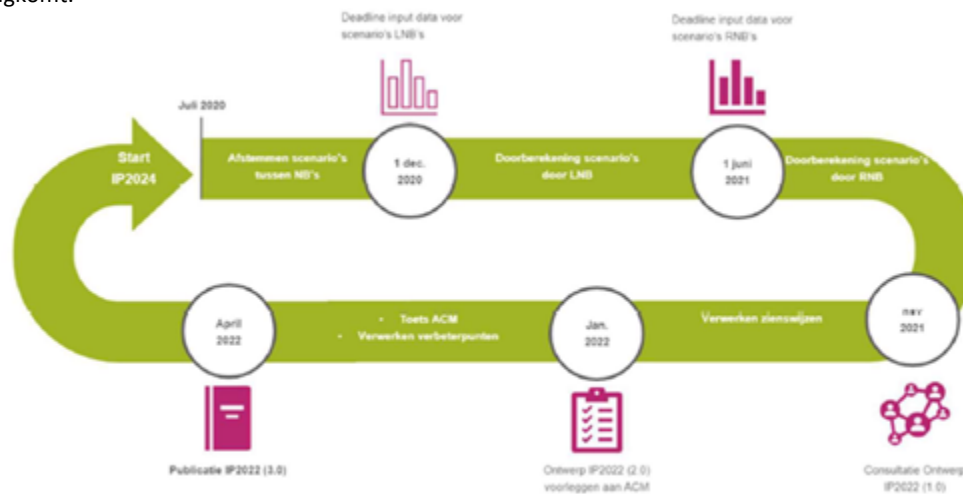 Deadline input data voor
scenario's LNB's
Deadline input data voor
scenario's RNB's
Juli 2020
Start
IP2024
Afstemmen scenario's
tussen NB's
1 dec.
2020
Doorberekening scenario's
door LNB
1 juni
2021
Doorberekening scenario's
door RNB
April
2022
• Toets ACM
• Verwerken verbeterpunten
Jan.
2022
Verwerken zienswijzen
nov
2021
Publicatie IP2022 (3.0)
Ontwerp IP2022 (2.0)
voorleggen aan ACM
Consultatie Ontwerp
IP2022 (1.0)